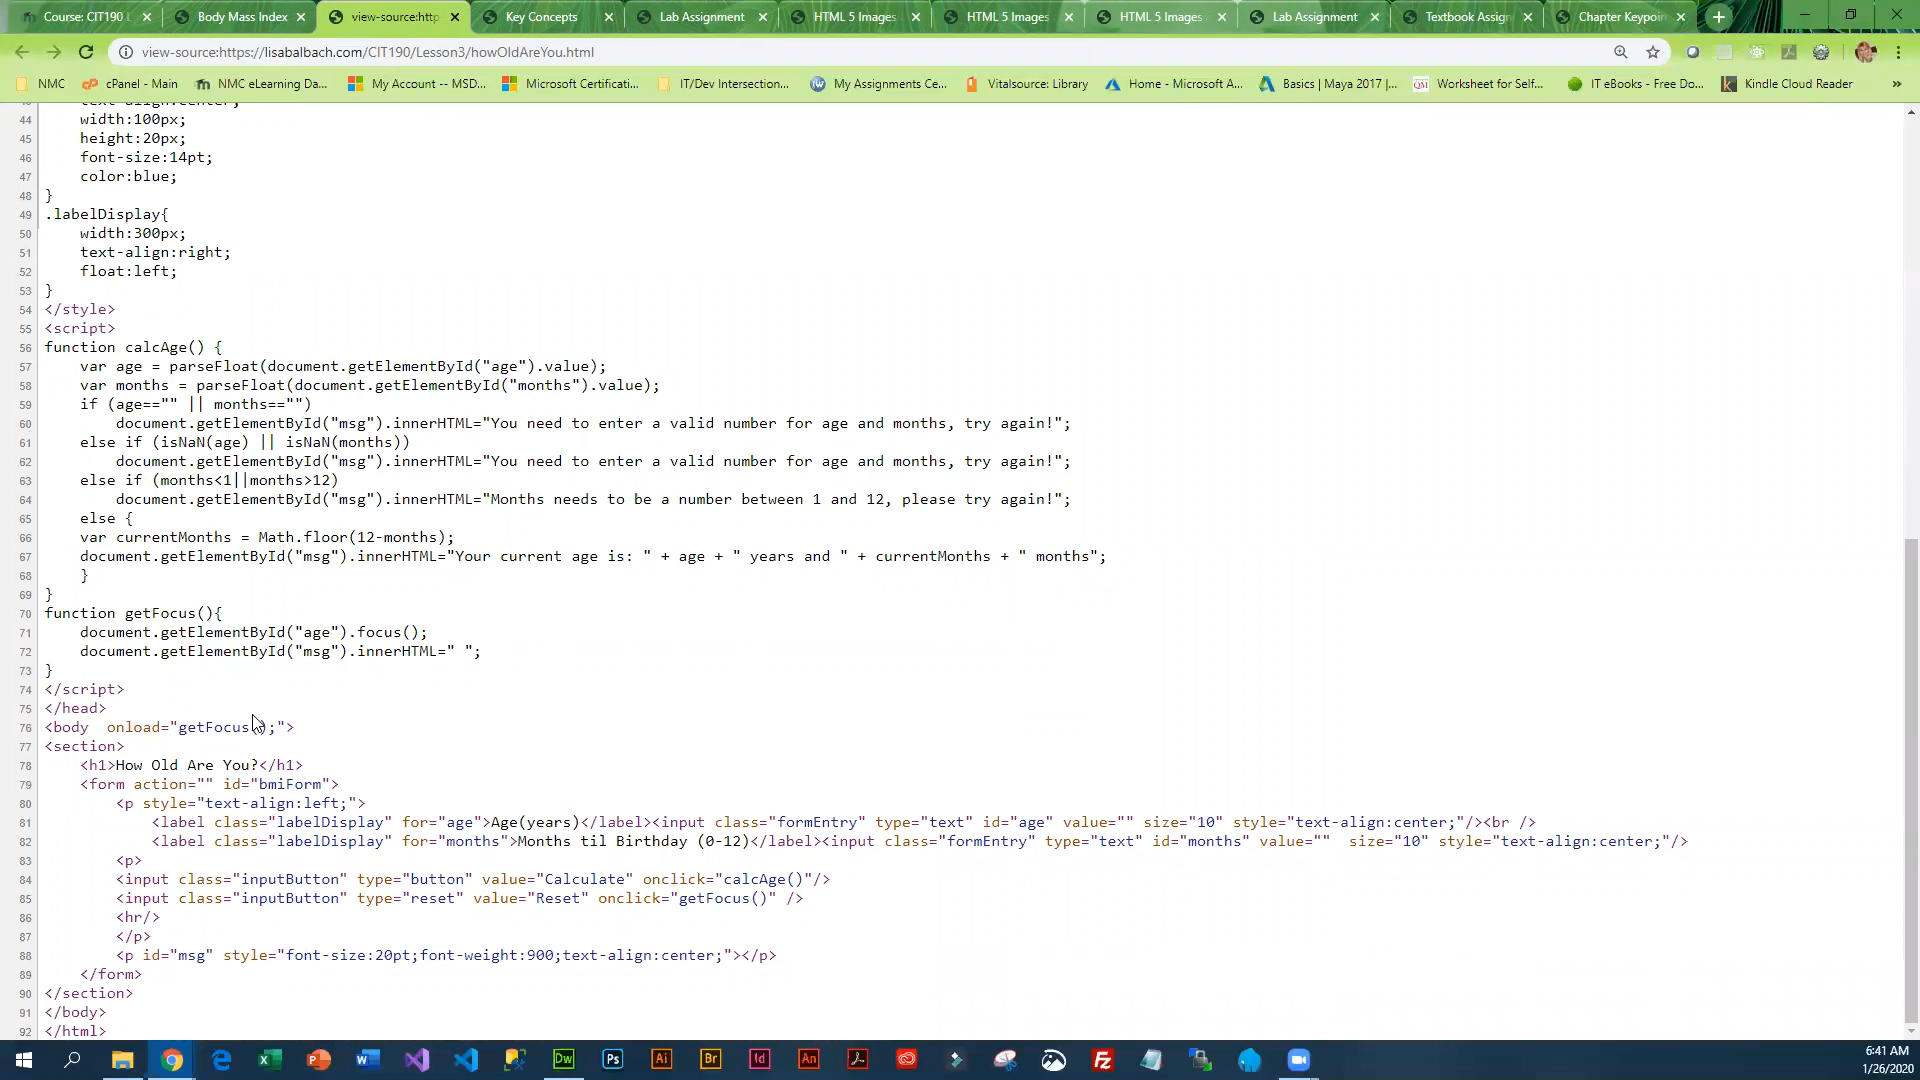 Course: CIT190 L
Body Mass Index
view-source:http
Key Concepts
Lab Assignment
HTML 5 Images
HTML 5 Images
HTML 5 Images
Lab Assignment
Textbook Assign
Chapter Keypoin
view-source:https://lisabalbach.com/CIT190/Lesson3/howOldAreYou.html
NMC
cPanel - Main
NMC eLearning Da...
My Account -- MSD...
Microsoft Certificati...
IT/Dev Intersection...
My Assignments Ce...
Vitalsource: Library
Home - Microsoft A...
Basics | Maya 2017 |...
Worksheet for Self...
IT eBooks - Free Do...
Kindle Cloud Reader
»
43 text-align:center;
44 width:100px;
45 height:20px;
46 font-size:14pt;
47 color:blue;
48 }
49 .labelDisplay{
50 width:300px;
51 text-align:right;
52 float:left;
53 }
54 </style>
55 <script>
56 function calcAge() {
57 var age = parseFloat(document.getElementById("age").value);
58 var months = parseFloat(document.getElementById("months").value);
59 if (age=="" || months=="")
60 document.getElementById("msg").innerHTML="You need to enter a valid number for age and months, try again!";
61 else if (isNaN(age) || isNaN(months))
62 document.getElementById("msg").innerHTML="You need to enter a valid number for age and months, try again!";
63 else if (months<1||months>12)
64 document.getElementById("msg").innerHTML="Months needs to be a number between 1 and 12, please try again!";
65 else {
66 var currentMonths = Math.floor(12-months);
67 document.getElementById("msg").innerHTML="Your current age is: " + age + " years and " + currentMonths + " months";
68 }
69 }
70 function getFocus(){
71 document.getElementById("age").focus();
72 document.getElementById("msg").innerHTML=" ";
73 }
74 </script>
75 </head>
76 <body onload="getFocus();">
77 <section>
78 <h1>How Old Are You?</h1>
79 <form action="" id="bmiForm">
80 <p style="text-align:left;">
81 <label class="labelDisplay" for="age">Age(years)</label><input class="formEntry" type="text" id="age" value="" size="10" style="text-align:center;"/><br />
82 <label class="labelDisplay" for="months">Months til Birthday (0-12)</label><input class="formEntry" type="text" id="months" value="" size="10" style="text-align:center;"/>
83 <p>
84 <input class="inputButton" type="button" value="Calculate" onclick="calcAge()"/>
85 <input class="inputButton" type="reset" value="Reset" onclick="getFocus()" />
86 <hr/>
87 </p>
88 <p id="msg" style="font-size:20pt;font-weight:900;text-align:center;"></p>
89 </form>
90 </section>
91 </body>
92 </html>
6:41 AM
1/26/2020